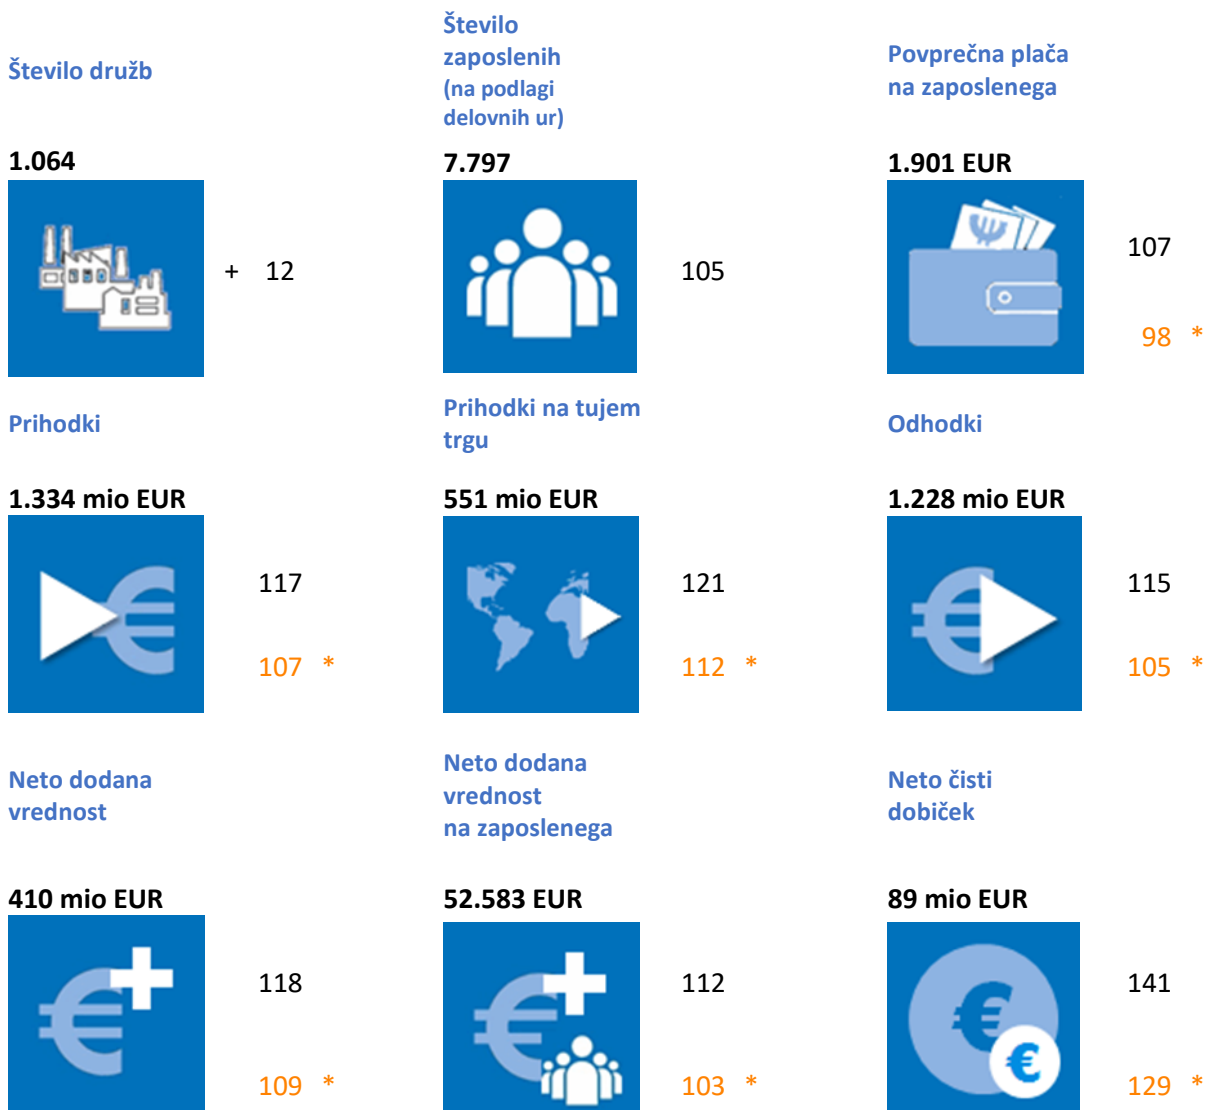 Število družb
1.064
+ 12
Število
zaposlenih
(na podlagi
delovnih ur)
7.797
105
Povprečna plača
na zaposlenega
1.901 EUR
107
98 *
Prihodki
1.334 mio EUR
117
107 *
Prihodki na tujem
trgu
551 mio EUR
121
112 *
Odhodki
1.228 mio EUR
115
105 *
Neto dodana
vrednost
410 mio EUR
118
109 *
Neto dodana
vrednost
na zaposlenega
52.583 EUR
112
103 *
Neto čisti
dobiček
89 mio EUR
141
129 *